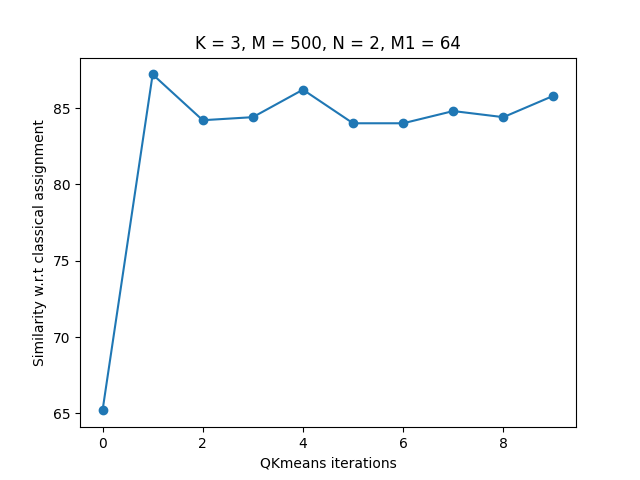 K = 3, M = 500, N = 2, M1 = 64
Similarity w.r.t classical assignment
85
80
75
70
65
0 2 4 6 8
QKmeans iterations